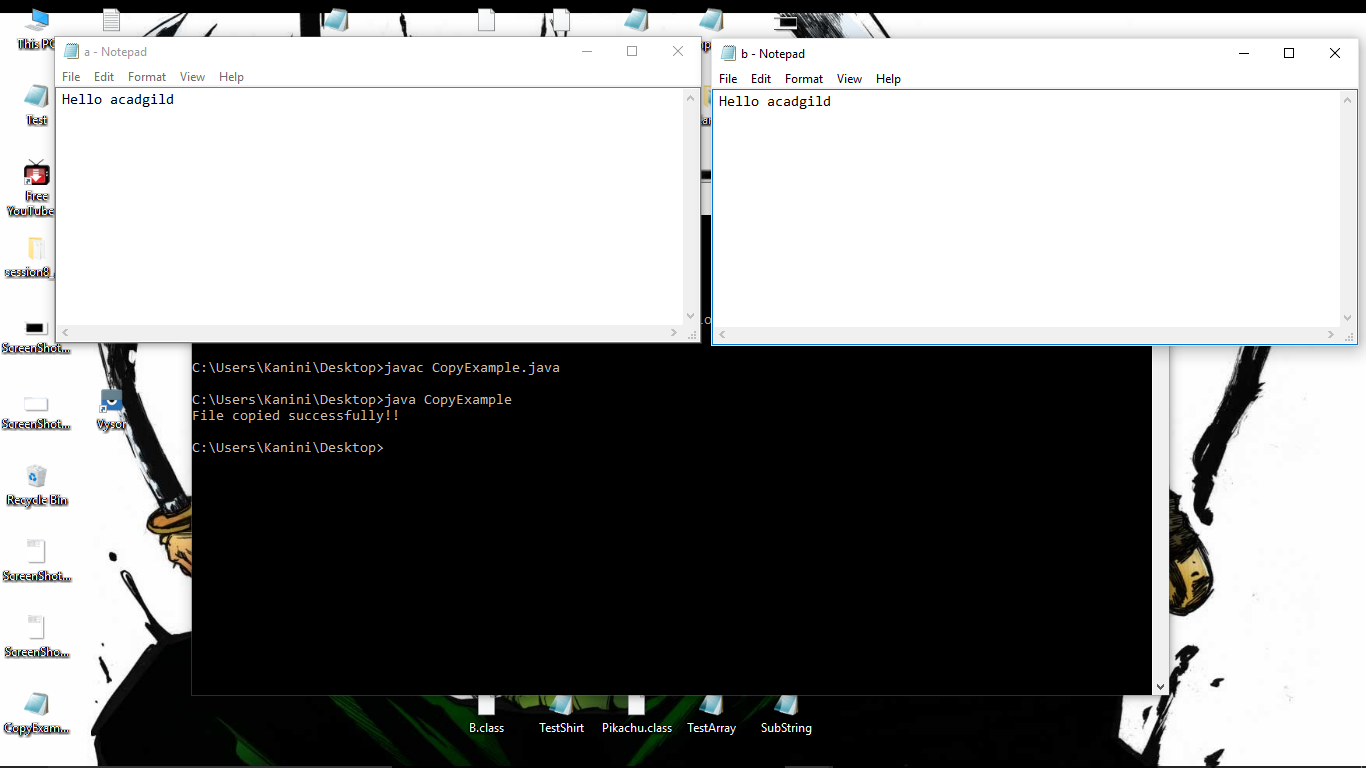 This PC
a - Notepad
File Edit Format View Help
Hello acadgild
b - Notepad
File Edit Format View Help
Hello acadgild
Test
Free
YouTube
session8_
ScreenShot...
ScreenShot...
Vysor
Recycle Bin
ScreenShot...
ScreenSho...
CopyExam...
C:\Users\Kanini\Desktop>javac CopyExample.java
C:\Users\Kanini\Desktop>java CopyExample
File copied successfully!!
C:\Users\Kanini\Desktop>
B.class
TestShirt
Pikachu.class
TestArray
SubString